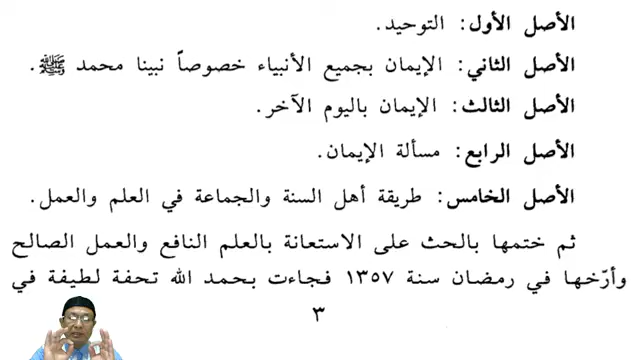 الأصل الأول: التوحيد.
الأصل الثاني: الإيمان بجميع الأنبياء خصوصاً نبينا محمد ﷺ.
الأصل الثالث: الإيمان باليوم الآخر.
الأصل الرابع: مسألة الإيمان.
الأصل الخامس: طريقة أهل السنة والجماعة في العلم والعمل.
ثم ختمها بالحث على الاستعانة بالعلم النافع والعمل الصالح
وأرّخها في رمضان سنة ١٣٥٧ فجاءت بحمد الله تحفة لطيفة في
٣